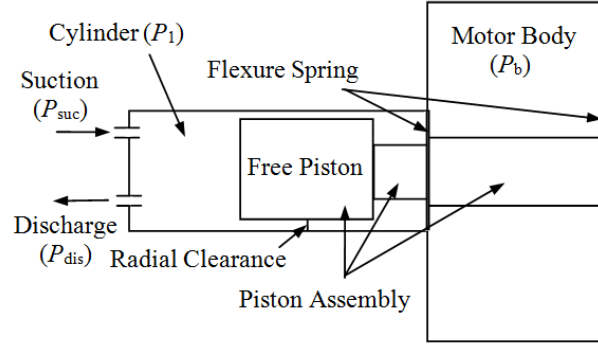 Cylinder (P1)
Motor Body
(Pb)
Flexure Spring
Suction
(Psuc)
Free Piston
Discharge
(Pdis)
Radial Clearance
Piston Assembly